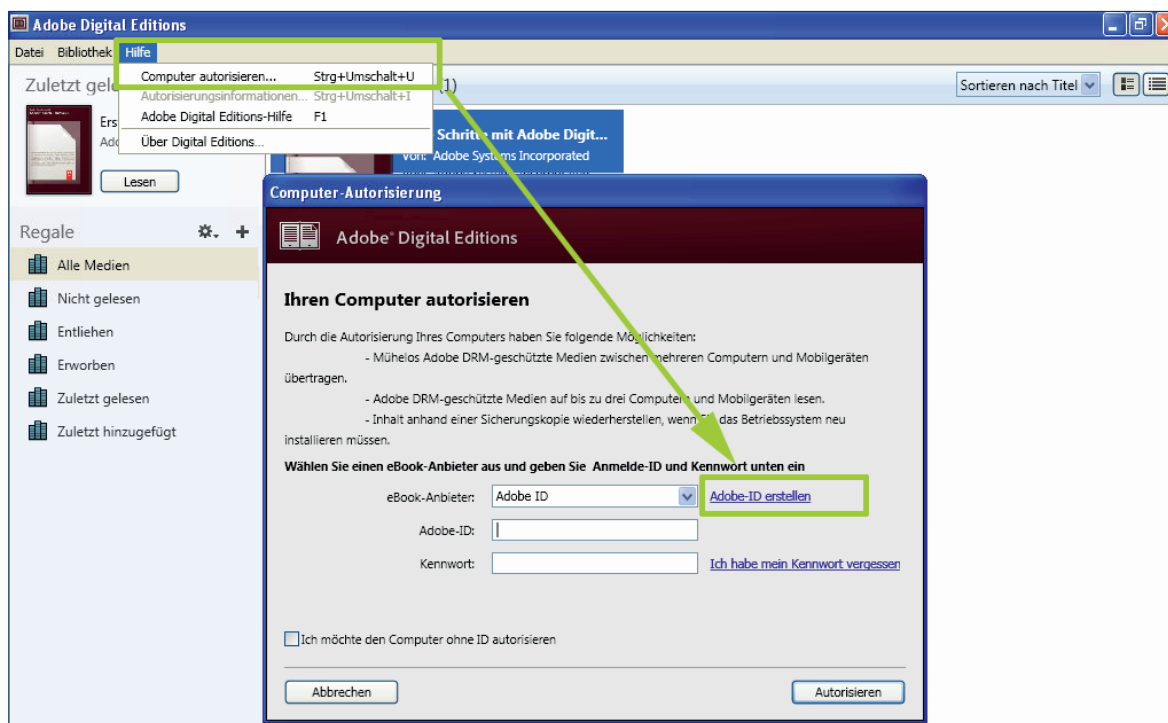 Adobe Digital Editions
Datei Bibliothek Hilfe
Computer autorisieren... Strg+Umschalt+U
Autorisierungsinformationen... Strg+Umschalt+I
Adobe Digital Editions-Hilfe F1
Über Digital Editions...
Zuletzt gele
(1)
Sortieren nach Titel
Ers
Ado
Lesen
Schritte mit Adobe Digit...
Von: Adobe Systems Incorporated
Regale
Alle Medien
Nicht gelesen
Entliehen
Erworben
Zuletzt gelesen
Zuletzt hinzugefügt
Computer-Autorisierung
Adobe® Digital Editions
Ihren Computer autorisieren
Durch die Autorisierung Ihres Computers haben Sie folgende Möglichkeiten:
- Mühelos Adobe DRM-geschützte Medien zwischen mehreren Computern und Mobilgeräten
übertragen.
- Adobe DRM-geschützte Medien auf bis zu drei Computern und Mobilgeräten lesen.
- Inhalt anhand einer Sicherungskopie wiederherstellen, wenn Sie das Betriebssystem neu
installieren müssen.
Wählen Sie einen eBook-Anbieter aus und geben Sie Anmelde-ID und Kennwort unten ein
eBook-Anbieter: Adobe ID Adobe-ID erstellen
Adobe-ID:
Kennwort: Ich habe mein Kennwort vergessen
Ich möchte den Computer ohne ID autorisieren
Abbrechen Autorisieren